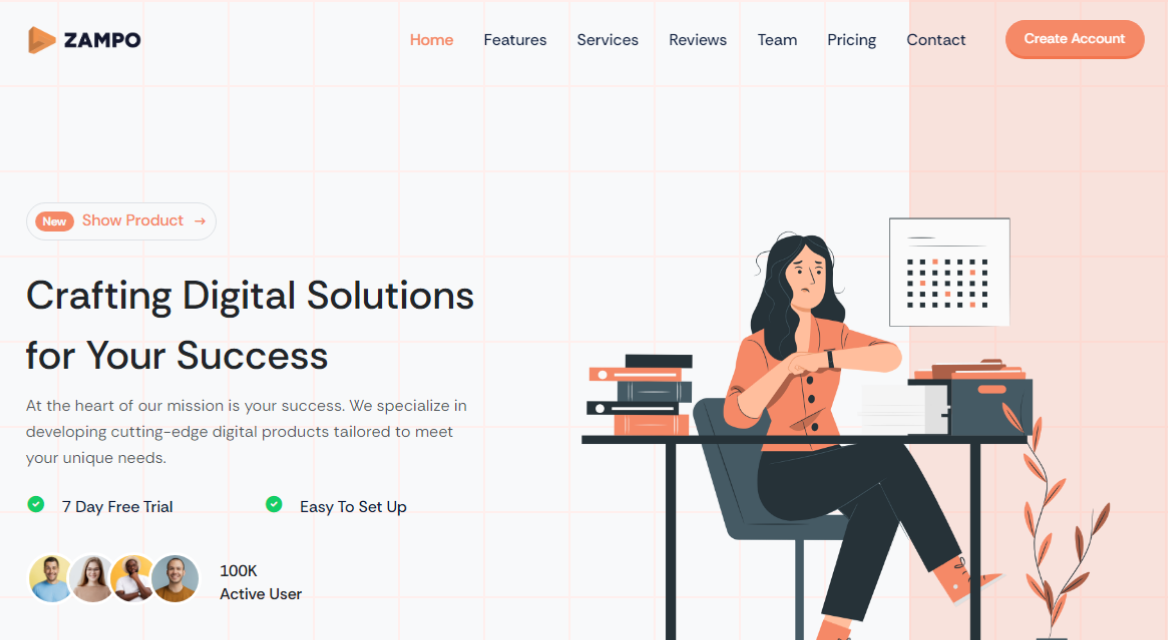 ZAMPO
Home Features Services Reviews Team Pricing Contact Create Account
New Show Product →
Crafting Digital Solutions
for Your Success
At the heart of our mission is your success. We specialize in
developing cutting-edge digital products tailored to meet
your unique needs.
7 Day Free Trial Easy To Set Up
100K
Active User